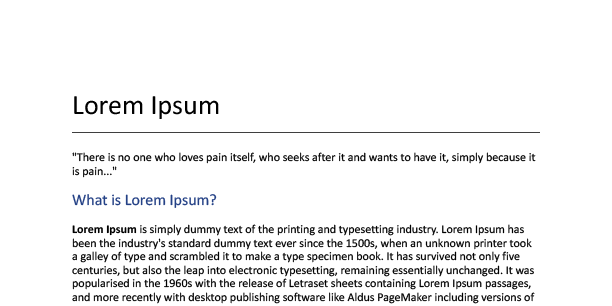 Lorem Ipsum
"There is no one who loves pain itself, who seeks after it and wants to have it, simply because it
is pain..."
What is Lorem Ipsum?
Lorem Ipsum is simply dummy text of the printing and typesetting industry. Lorem Ipsum has
been the industry's standard dummy text ever since the 1500s, when an unknown printer took
a galley of type and scrambled it to make a type specimen book. It has survived not only five
centuries, but also the leap into electronic typesetting, remaining essentially unchanged. It was
popularised in the 1960s with the release of Letraset sheets containing Lorem Ipsum passages,
and more recently with desktop publishing software like Aldus PageMaker including versions of